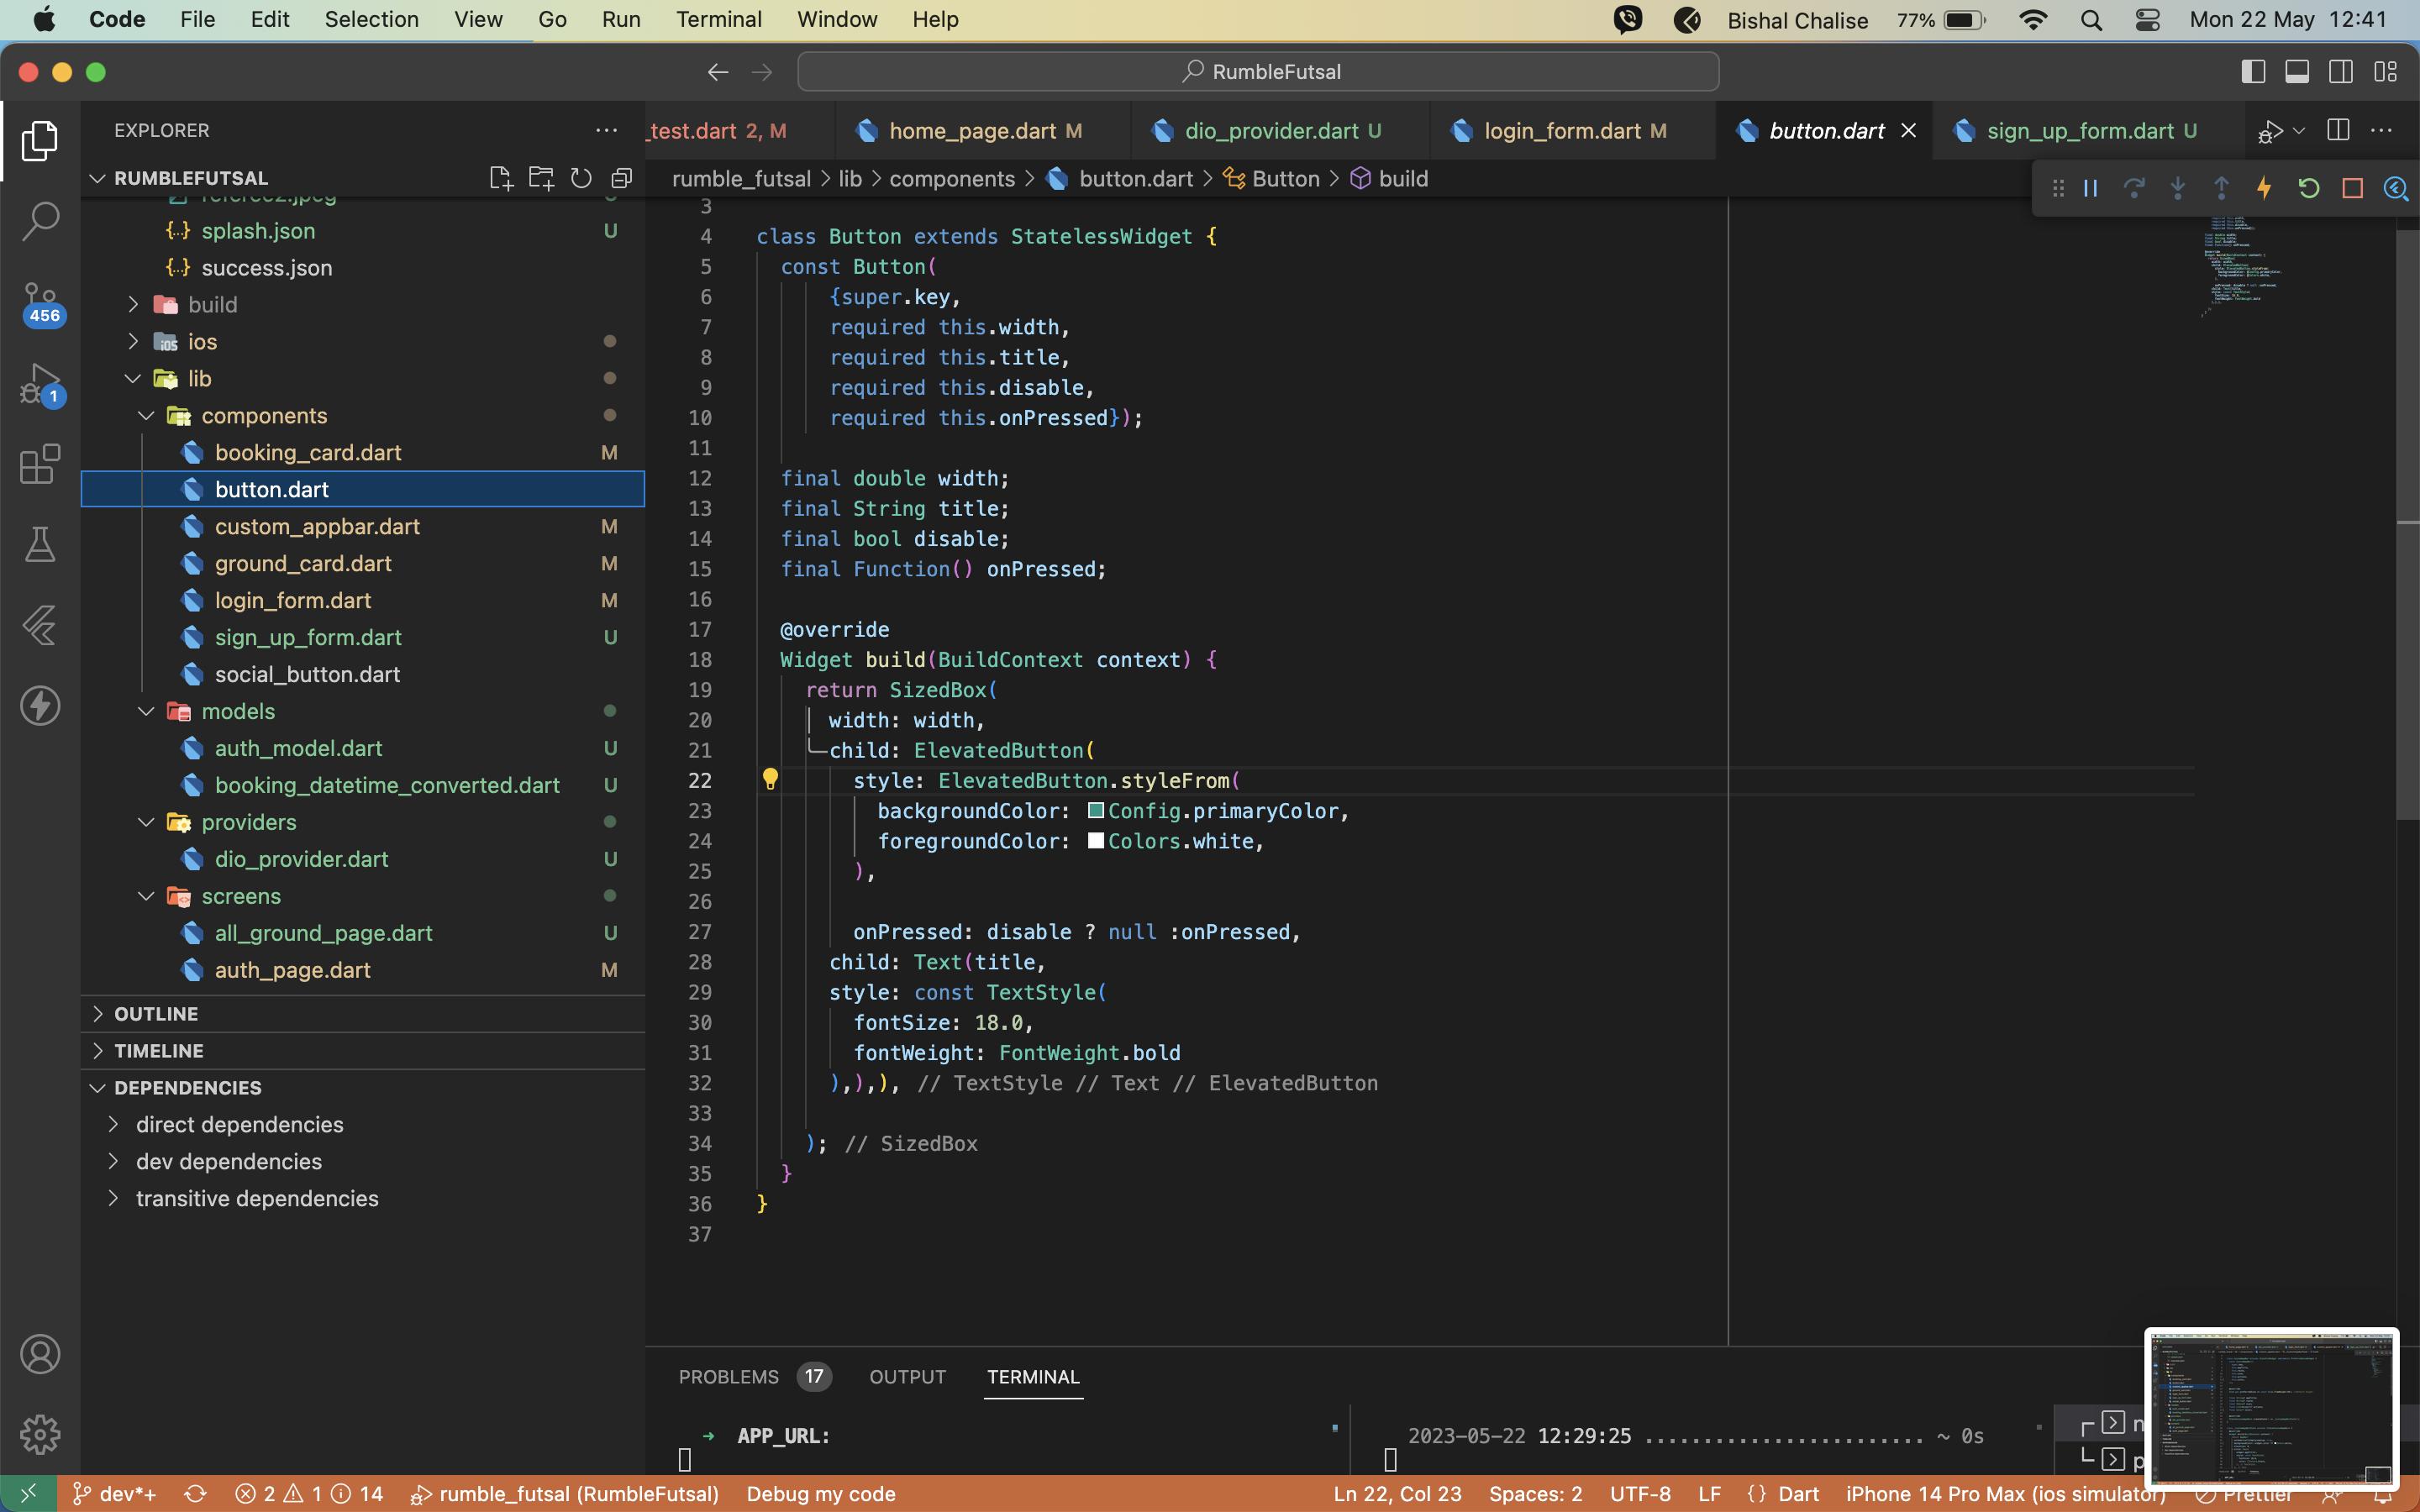 Code File Edit Selection View Go Run Terminal Window Help Bishal Chalise 77% Mon 22 May 12:41
RumbleFutsal
EXPLORER
RUMBLEFUTSAL
referee2.jpeg
splash.json U
success.json
build
ios
lib
components
booking_card.dart M
button.dart
custom_appbar.dart M
ground_card.dart M
login_form.dart M
sign_up_form.dart U
social_button.dart
models
auth_model.dart U
booking_datetime_converted.dart U
providers
dio_provider.dart U
screens
all_ground_page.dart U
auth_page.dart M
OUTLINE
TIMELINE
DEPENDENCIES
direct dependencies
dev dependencies
transitive dependencies
456
1
_test.dart 2, M home_page.dart M dio_provider.dart U login_form.dart M button.dart sign_up_form.dart U
rumble_futsal > lib > components > button.dart > Button > build
3
4 class Button extends StatelessWidget {
5 const Button(
6 {super.key,
7 required this.width,
8 required this.title,
9 required this.disable,
10 required this.onPressed});
11
12 final double width;
13 final String title;
14 final bool disable;
15 final Function() onPressed;
16
17 @override
18 Widget build(BuildContext context) {
19 return SizedBox(
20 width: width,
21 child: ElevatedButton(
22 style: ElevatedButton.styleFrom(
23 backgroundColor: Config.primaryColor,
24 foregroundColor: Colors.white,
25 ),
26
27 onPressed: disable ? null :onPressed,
28 child: Text(title,
29 style: const TextStyle(
30 fontSize: 18.0,
31 fontWeight: FontWeight.bold
32 ),),), // TextStyle // Text // ElevatedButton
33
34 ); // SizedBox
35 }
36 }
37
PROBLEMS 17 OUTPUT TERMINAL
➜ APP_URL:
2023-05-22 12:29:25 ....................... ~ 0s
n
p
dev*+ 2 1 14 rumble_futsal (RumbleFutsal) Debug my code Ln 22, Col 23 Spaces: 2 UTF-8 LF {} Dart iPhone 14 Pro Max (ios simulator) Prettier